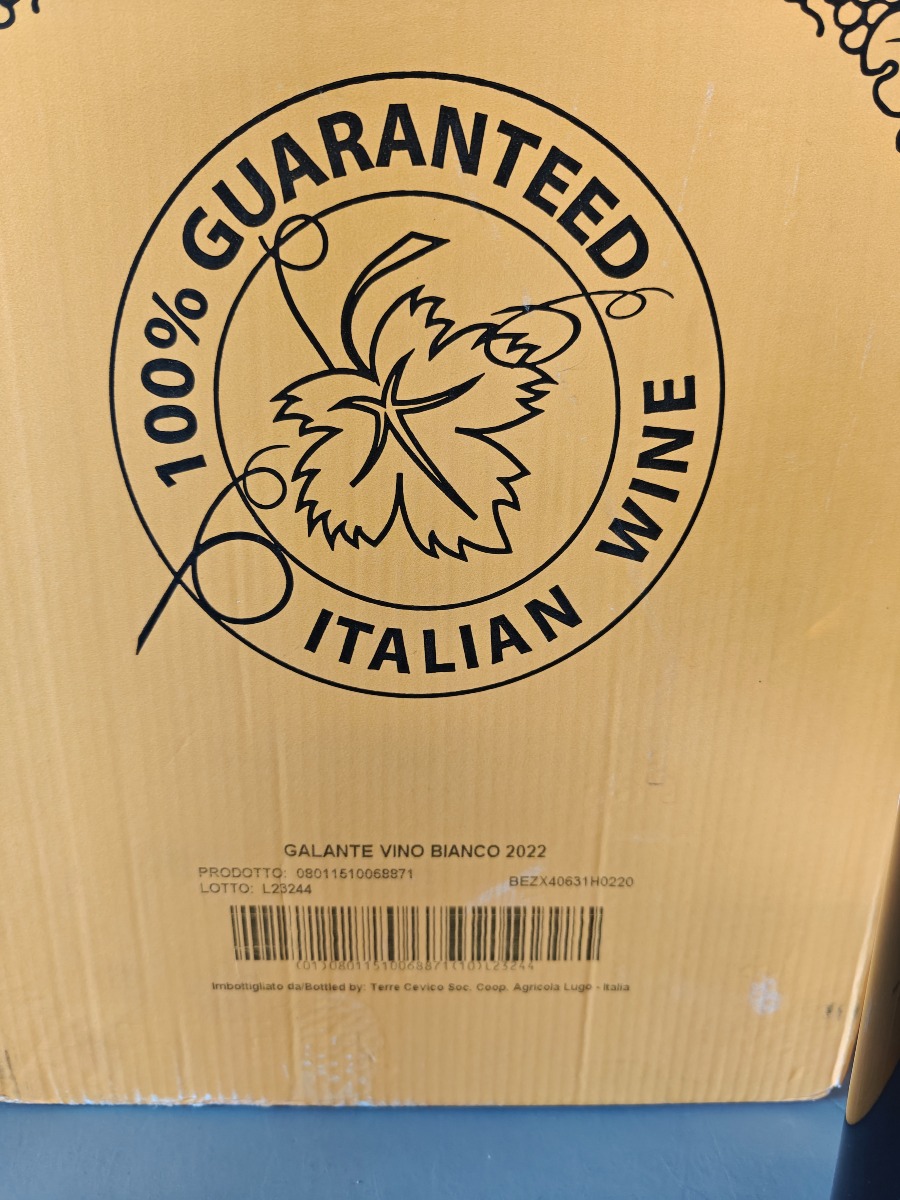 100% GUARANTEED
ITALIAN WINE
GALANTE VINO BIANCO 2022
PRODOTTO: 08011510068871
LOTTO: L23244
BEZX40631H0220
(01)08011510068871(10)L23244
Imbottigliato da/Bottled by: Terre Cevico Soc. Coop. Agricola Lugo - Italia